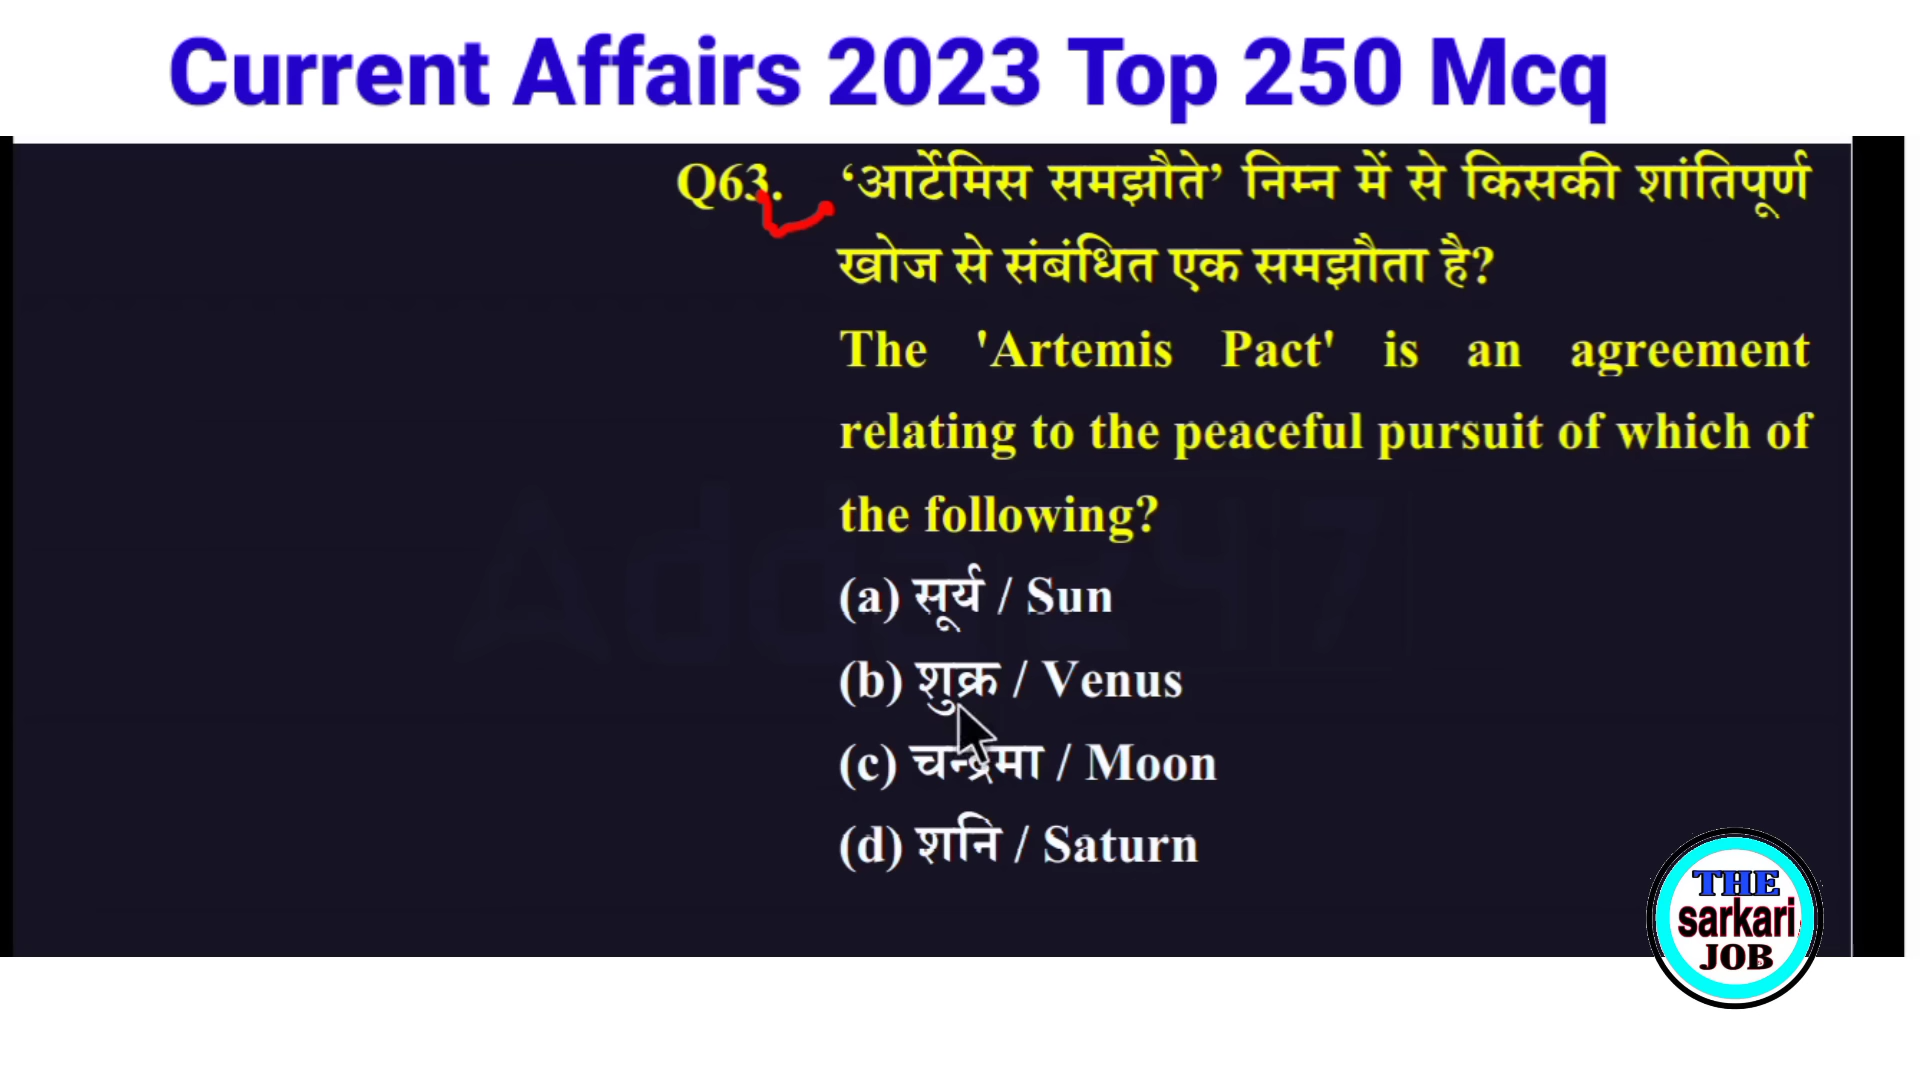 Current Affairs 2023 Top 250 Mcq
Q63. ‘आर्टेमिस समझौते’ निम्न में से किसकी शांतिपूर्ण
खोज से संबंधित एक समझौता है?
The 'Artemis Pact' is an agreement
relating to the peaceful pursuit of which of
the following?
(a) सूर्य / Sun
(b) शुक्र / Venus
(c) चन्द्रमा / Moon
(d) शनि / Saturn
Adda 247
THE
sarkari
JOB